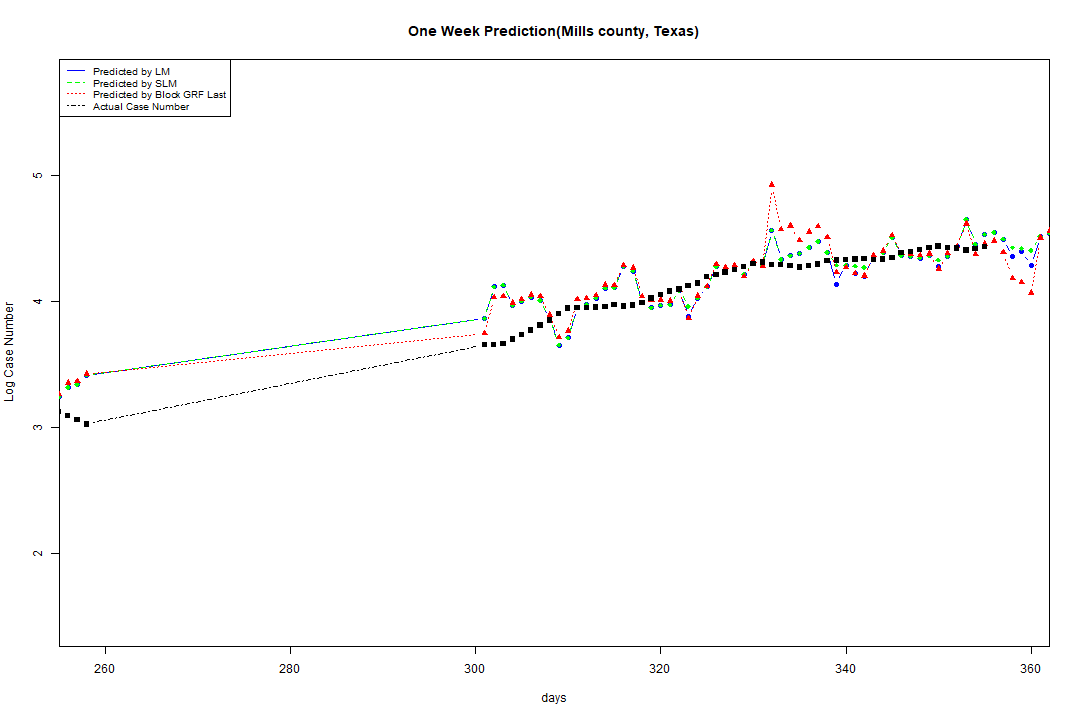 One Week Prediction(Mills county, Texas)
Predicted by LM
Predicted by SLM
Predicted by Block GRF Last
Actual Case Number
Log Case Number
5
4
3
2
260 280 300 320 340 360
days